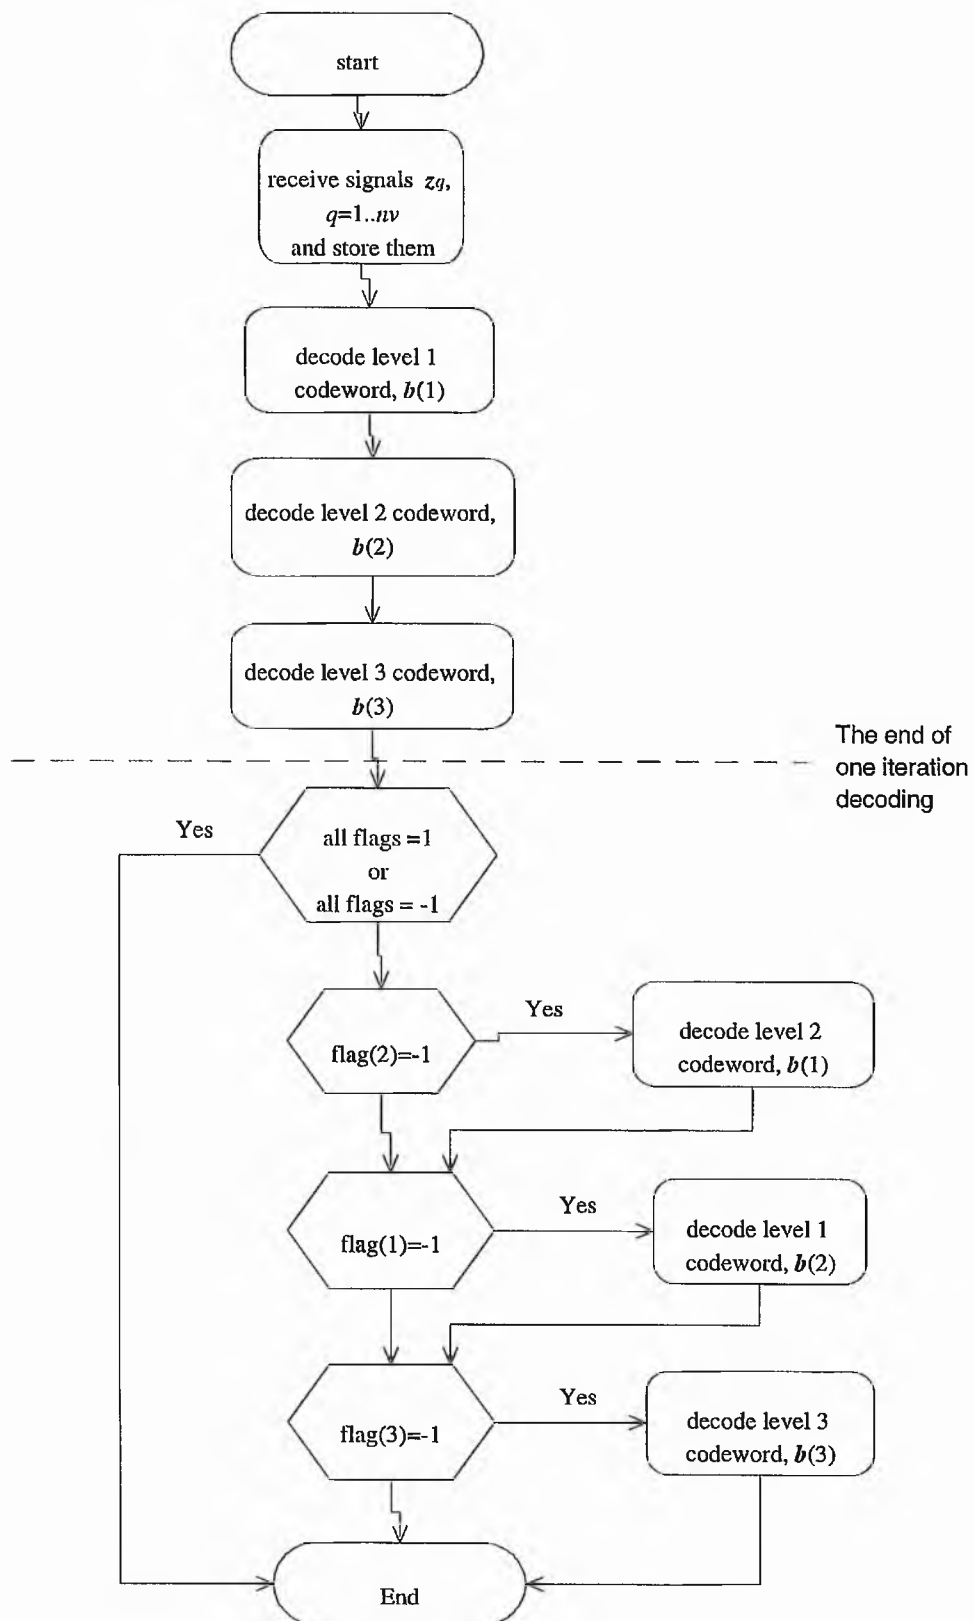 start
receive signals zq,
q=1..nv
and store them
decode level 1
codeword, b(1)
decode level 2 codeword,
b(2)
decode level 3 codeword,
b(3)
The end of
one iteration
decoding
Yes
all flags =1
or
all flags = -1
Yes
flag(2)=-1
decode level 2
codeword, b(1)
Yes
flag(1)=-1
decode level 1
codeword, b(2)
Yes
flag(3)=-1
decode level 3
codeword, b(3)
End